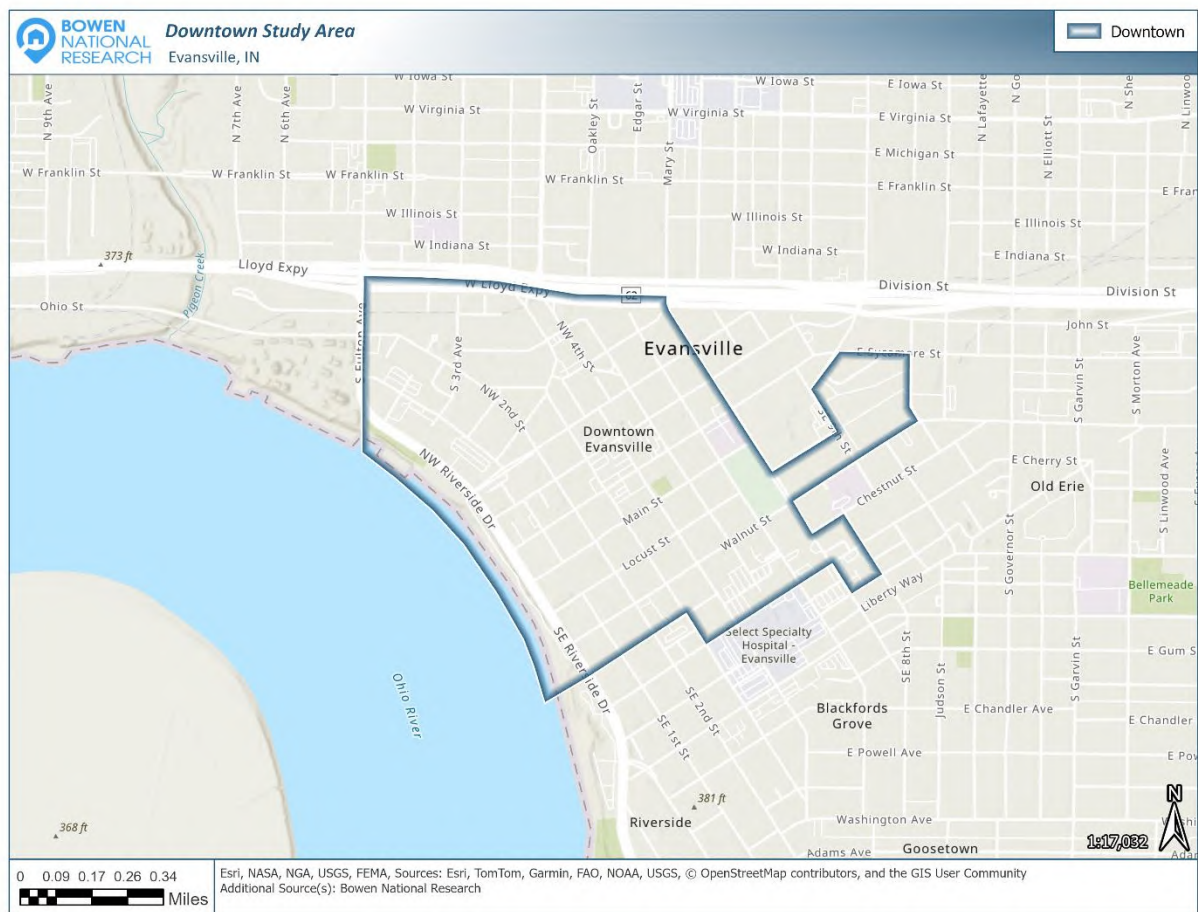 BOWEN
NATIONAL
RESEARCH
Downtown Study Area
Evansville, IN
Downtown
W Iowa St
W Iowa St
E Iowa St
N 9th Ave
N 7th Ave
N 6th Ave
W Virginia St
Oakley St
Edgar St
Mary St
W Virginia St
E Virginia St
N Lafayette
N Go
N Elliott St
N She
N Linwoo
E Michigan St
W Franklin St
W Franklin St
W Franklin St
W Franklin St
E Franklin St
E Fran
W Illinois St
W Illinois St
E Illinois St
W Indiana St
W Indiana St
E Indiana St
373 ft
Pigeon Creek
Lloyd Expy
W Lloyd Expy
62
Division St
Division St
Ohio St
John St
S Fulton Ave
S 3rd Ave
NW 4th St
Evansville
E Sycamore St
S Garvin St
S Morton Ave
NW 2nd St
Downtown
Evansville
SE 9th St
NW Riverside Dr
Main St
Chestnut St
E Cherry St
Old Erie
S Linwood Ave
Locust St
Walnut St
S Governor St
Liberty Way
Bellemeade
Park
Select Specialty
Hospital -
Evansville
SE Riverside Dr
SE 8th St
Judson St
S Garvin St
E Gum S
Ohio River
SE 2nd St
SE 1st St
Blackfords
Grove
E Chandler Ave
E Chandler
E Powell Ave
E Pow
381 ft
368 ft
Riverside
Washington Ave
Adams Ave
Goosetown
Ada
N
1:17,032
0 0.09 0.17 0.26 0.34
Miles
Esri, NASA, NGA, USGS, FEMA, Sources: Esri, TomTom, Garmin, FAO, NOAA, USGS, © OpenStreetMap contributors, and the GIS User Community
Additional Source(s): Bowen National Research